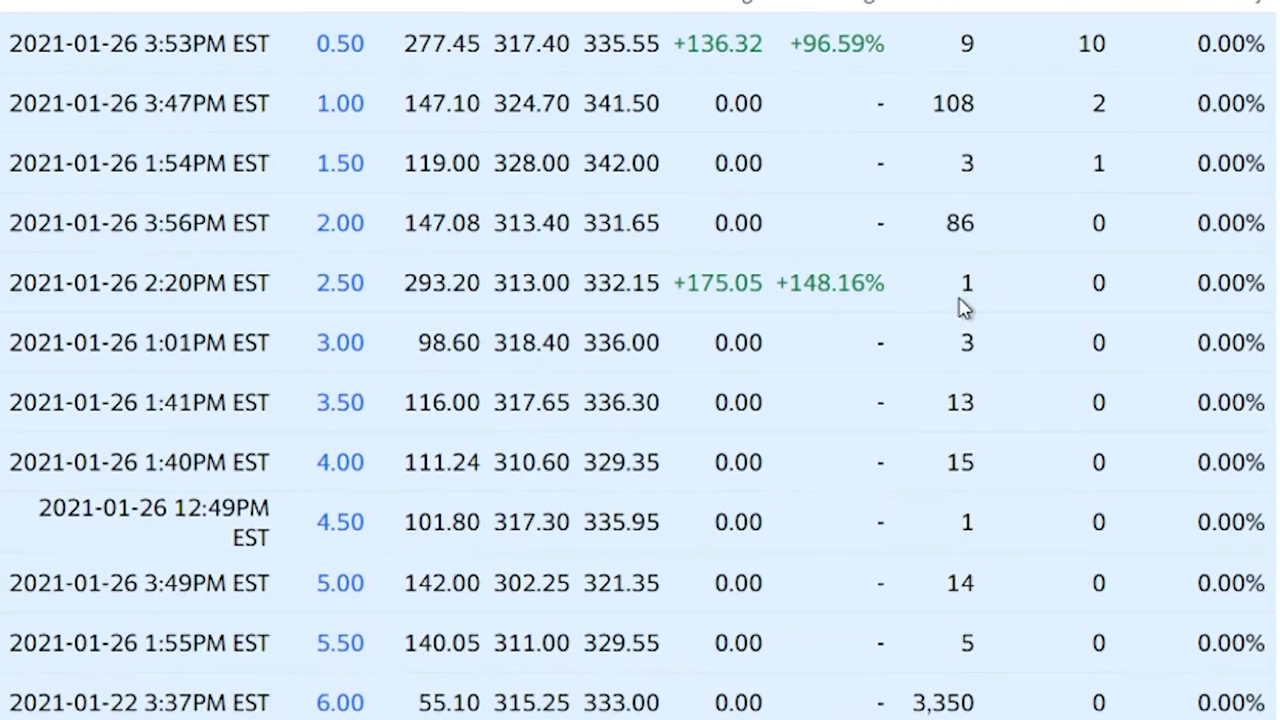 2021-01-26 3:53PM EST 0.50 277.45 317.40 335.55 +136.32 +96.59% 9 10 0.00%
2021-01-26 3:47PM EST 1.00 147.10 324.70 341.50 0.00 - 108 2 0.00%
2021-01-26 1:54PM EST 1.50 119.00 328.00 342.00 0.00 - 3 1 0.00%
2021-01-26 3:56PM EST 2.00 147.08 313.40 331.65 0.00 - 86 0 0.00%
2021-01-26 2:20PM EST 2.50 293.20 313.00 332.15 +175.05 +148.16% 1 0 0.00%
2021-01-26 1:01PM EST 3.00 98.60 318.40 336.00 0.00 - 3 0 0.00%
2021-01-26 1:41PM EST 3.50 116.00 317.65 336.30 0.00 - 13 0 0.00%
2021-01-26 1:40PM EST 4.00 111.24 310.60 329.35 0.00 - 15 0 0.00%
2021-01-26 12:49PM
EST 4.50 101.80 317.30 335.95 0.00 - 1 0 0.00%
2021-01-26 3:49PM EST 5.00 142.00 302.25 321.35 0.00 - 14 0 0.00%
2021-01-26 1:55PM EST 5.50 140.05 311.00 329.55 0.00 - 5 0 0.00%
2021-01-22 3:37PM EST 6.00 55.10 315.25 333.00 0.00 - 3,350 0 0.00%